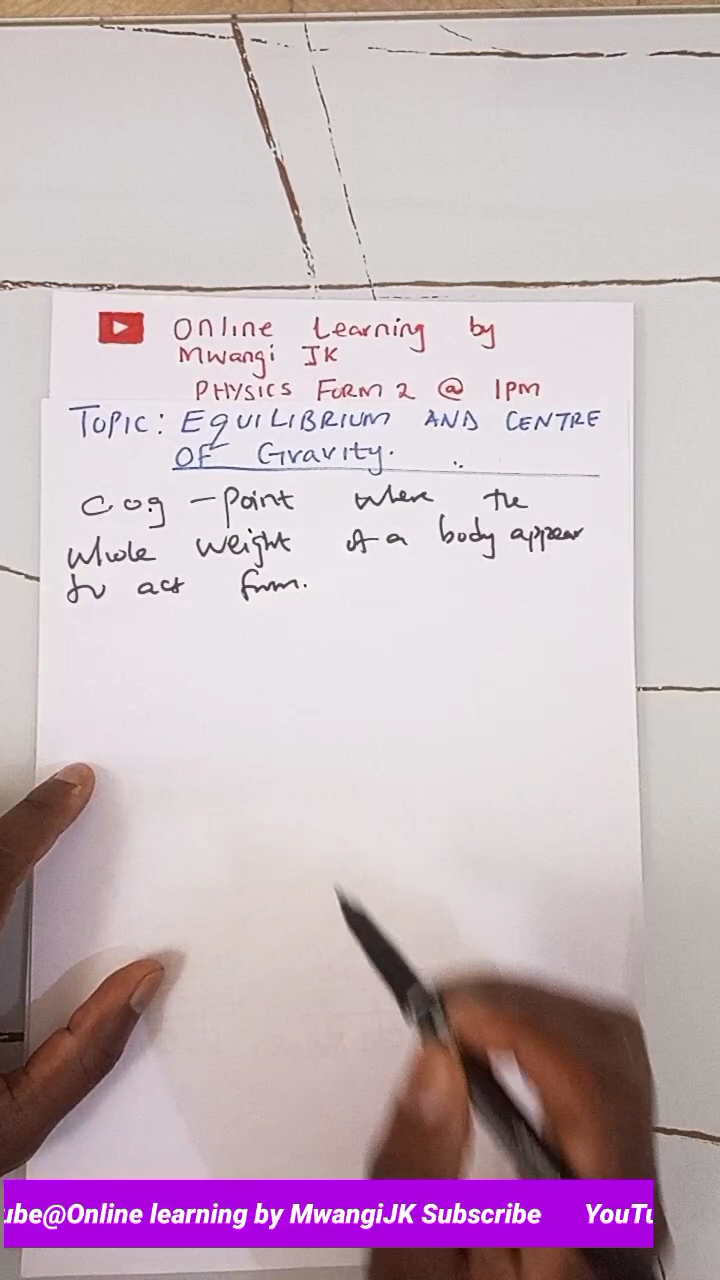 Online Learning by
Mwangi JK
PHYSICS FORM 2 @ 1PM
TOPIC: EQUILIBRIUM AND CENTRE
OF Gravity.
C.o.g - Point where the
whole weight of a body appear
to act from.
ube@Online learning by MwangiJK Subscribe YouTu